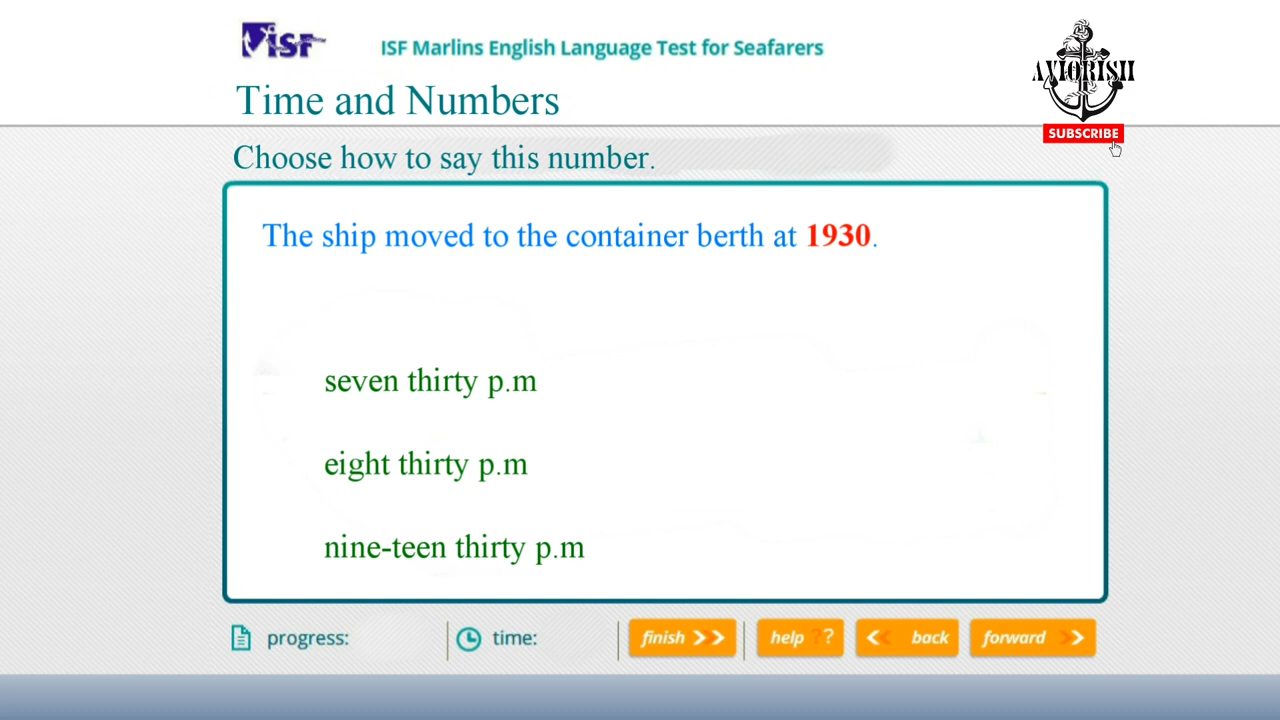 ISF
ISF Marlins English Language Test for Seafarers
AVIORISH
SUBSCRIBE
Time and Numbers
Choose how to say this number.
The ship moved to the container berth at 1930.
seven thirty p.m
eight thirty p.m
nine-teen thirty p.m
progress:
time:
finish >>
help ??
<< back
forward >>